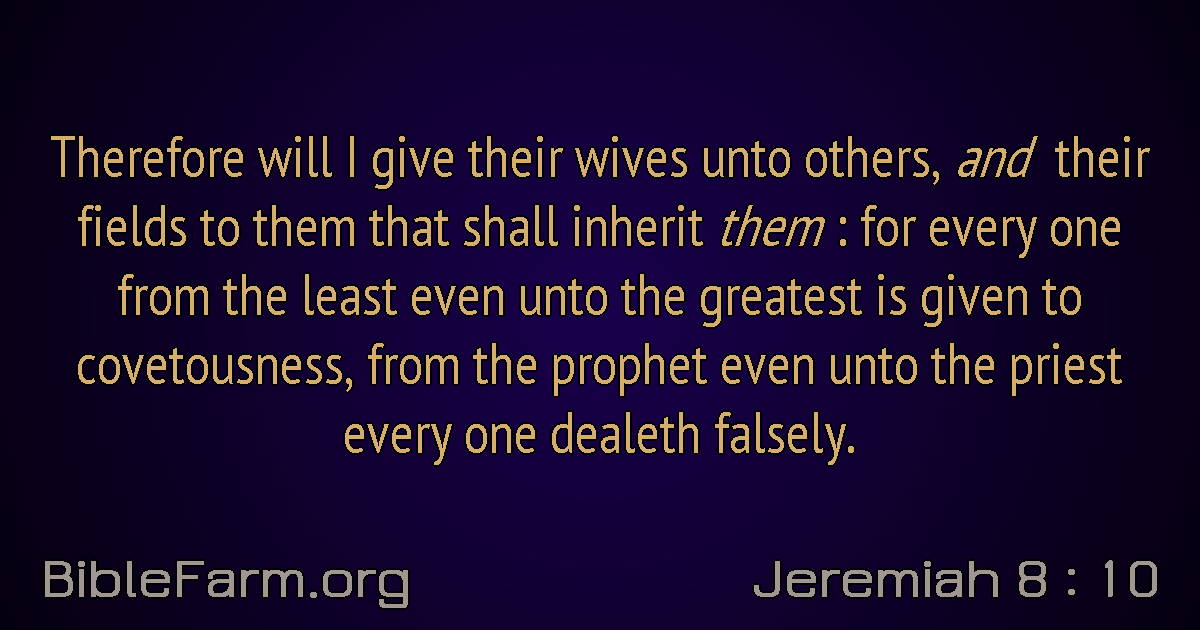 Therefore will I give their wives unto others, and their
fields to them that shall inherit them : for every one
from the least even unto the greatest is given to
covetousness, from the prophet even unto the priest
every one dealeth falsely.
BibleFarm.org
Jeremiah 8 : 10